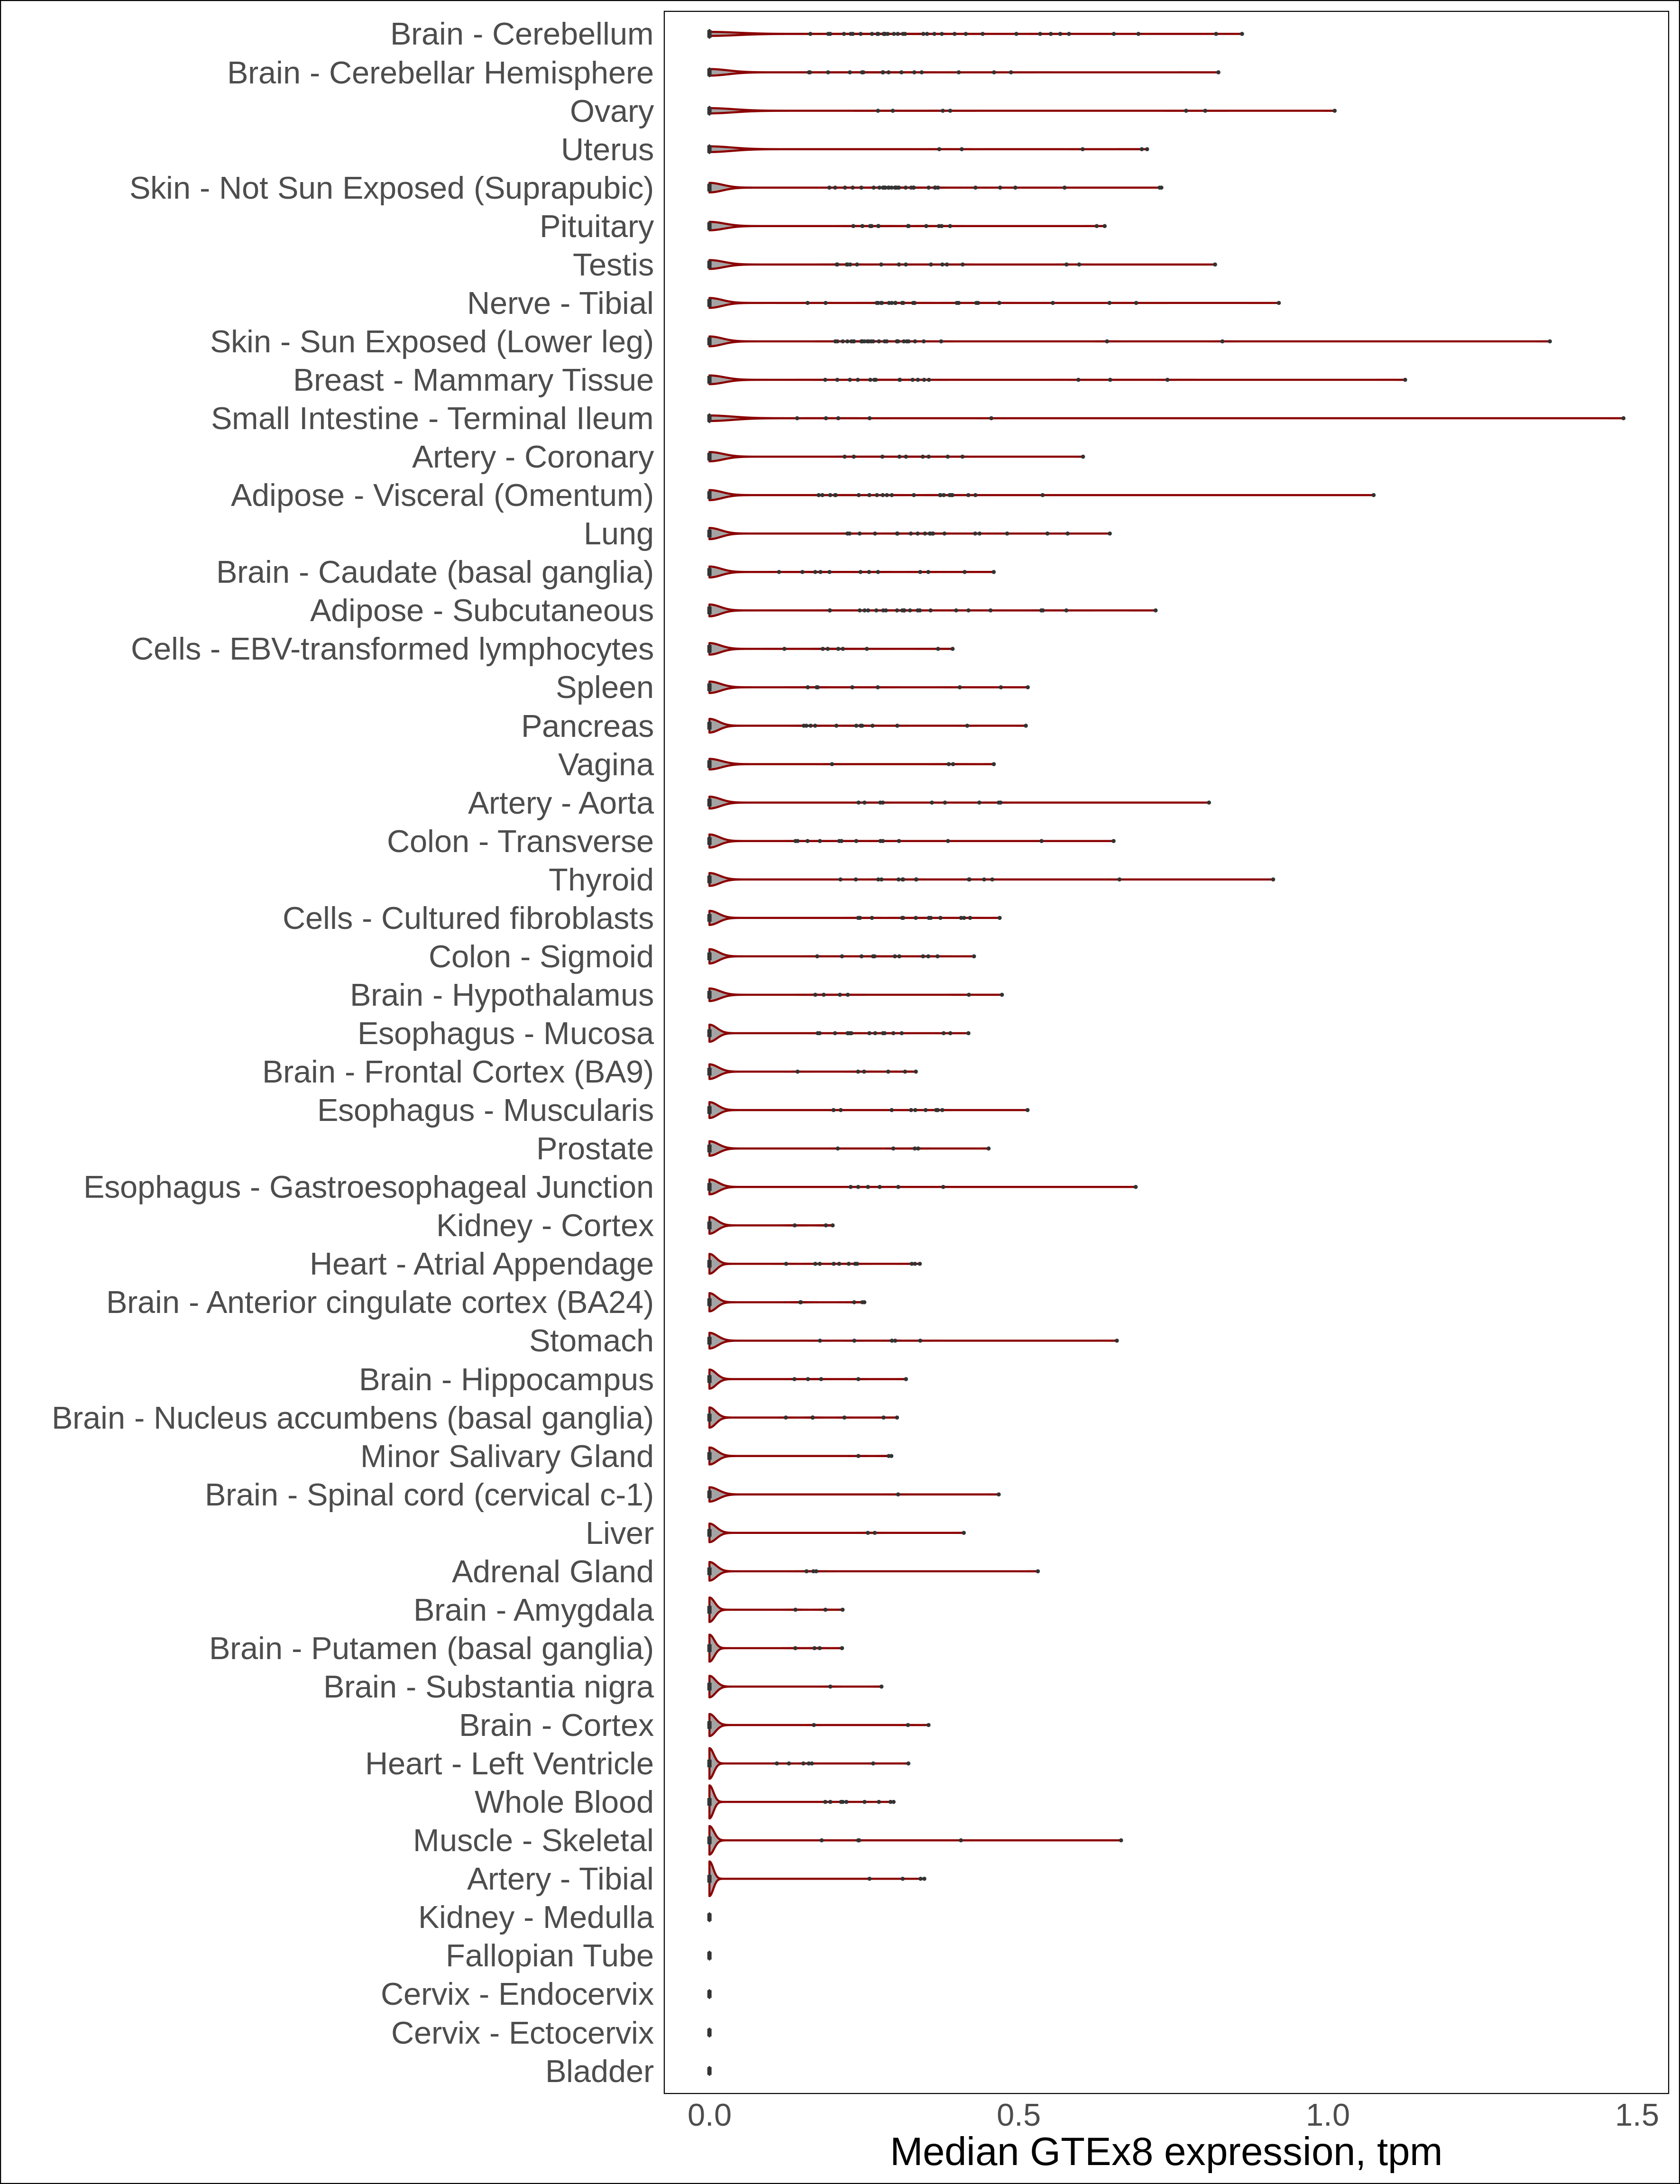 Brain - Cerebellum
Brain - Cerebellar Hemisphere
Ovary
Uterus
Skin - Not Sun Exposed (Suprapubic)
Pituitary
Testis
Nerve - Tibial
Skin - Sun Exposed (Lower leg)
Breast - Mammary Tissue
Small Intestine - Terminal Ileum
Artery - Coronary
Adipose - Visceral (Omentum)
Lung
Brain - Caudate (basal ganglia)
Adipose - Subcutaneous
Cells - EBV-transformed lymphocytes
Spleen
Pancreas
Vagina
Artery - Aorta
Colon - Transverse
Thyroid
Cells - Cultured fibroblasts
Colon - Sigmoid
Brain - Hypothalamus
Esophagus - Mucosa
Brain - Frontal Cortex (BA9)
Esophagus - Muscularis
Prostate
Esophagus - Gastroesophageal Junction
Kidney - Cortex
Heart - Atrial Appendage
Brain - Anterior cingulate cortex (BA24)
Stomach
Brain - Hippocampus
Brain - Nucleus accumbens (basal ganglia)
Minor Salivary Gland
Brain - Spinal cord (cervical c-1)
Liver
Adrenal Gland
Brain - Amygdala
Brain - Putamen (basal ganglia)
Brain - Substantia nigra
Brain - Cortex
Heart - Left Ventricle
Whole Blood
Muscle - Skeletal
Artery - Tibial
Kidney - Medulla
Fallopian Tube
Cervix - Endocervix
Cervix - Ectocervix
Bladder
0.0 0.5 1.0 1.5
Median GTEx8 expression, tpm